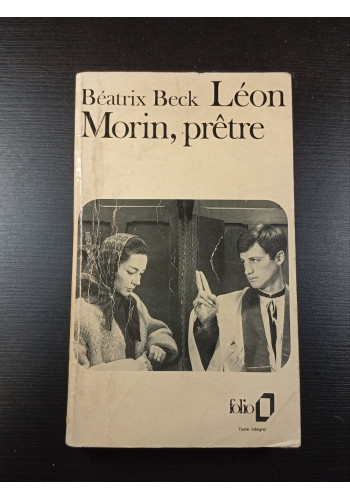 Béatrix Beck Léon
Morin, prêtre
folio
Texte intégral